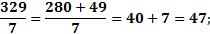 329/7 = (280 + 49)/7 = 40 + 7 = 47;